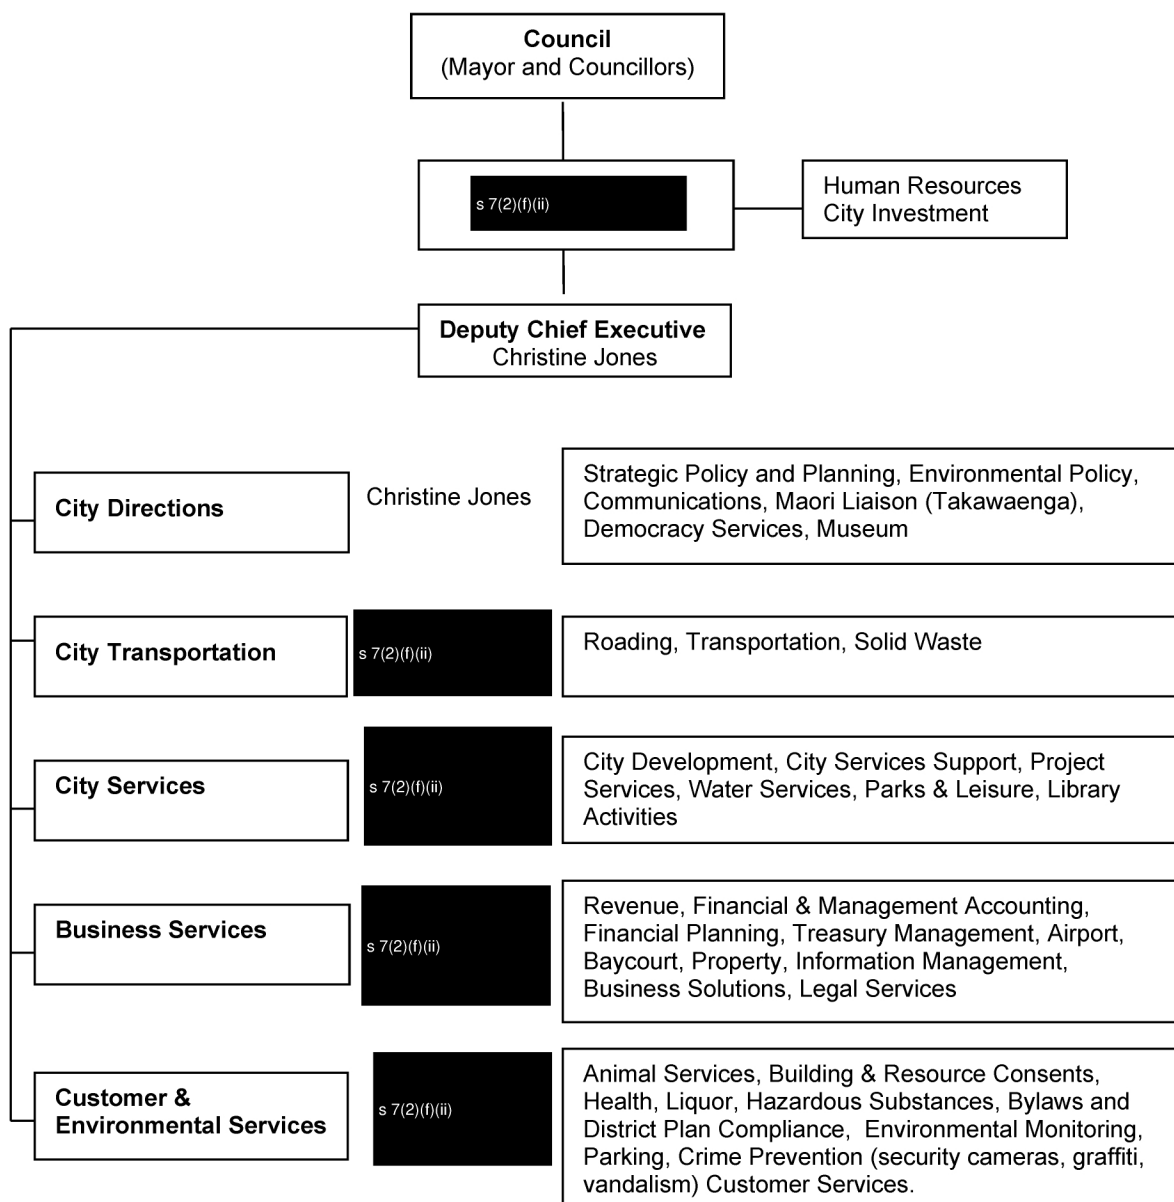 Council
(Mayor and Councillors)
s 7(2)(f)(ii)
Human Resources
City Investment
Deputy Chief Executive
Christine Jones
City Directions
Christine Jones
Strategic Policy and Planning, Environmental Policy,
Communications, Maori Liaison (Takawaenga),
Democracy Services, Museum
City Transportation
s 7(2)(f)(ii)
Roading, Transportation, Solid Waste
City Services
s 7(2)(f)(ii)
City Development, City Services Support, Project
Services, Water Services, Parks & Leisure, Library
Activities
Business Services
s 7(2)(f)(ii)
Revenue, Financial & Management Accounting,
Financial Planning, Treasury Management, Airport,
Baycourt, Property, Information Management,
Business Solutions, Legal Services
Customer &
Environmental Services
s 7(2)(f)(ii)
Animal Services, Building & Resource Consents,
Health, Liquor, Hazardous Substances, Bylaws and
District Plan Compliance,  Environmental Monitoring,
Parking, Crime Prevention (security cameras, graffiti,
vandalism) Customer Services.